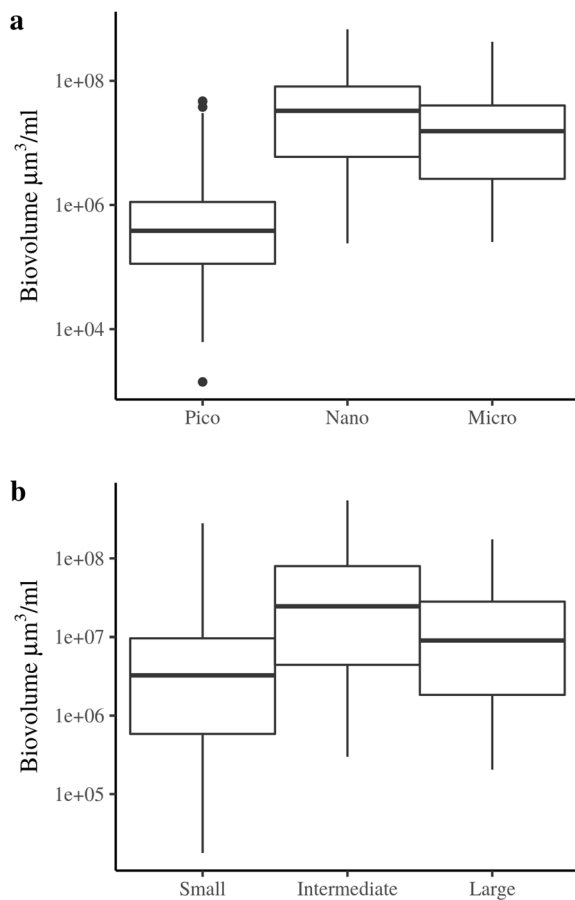 a
Biovolume μm³/ml
1e+08
1e+06
1e+04
Pico Nano Micro
b
Biovolume μm³/ml
1e+08
1e+07
1e+06
1e+05
Small Intermediate Large